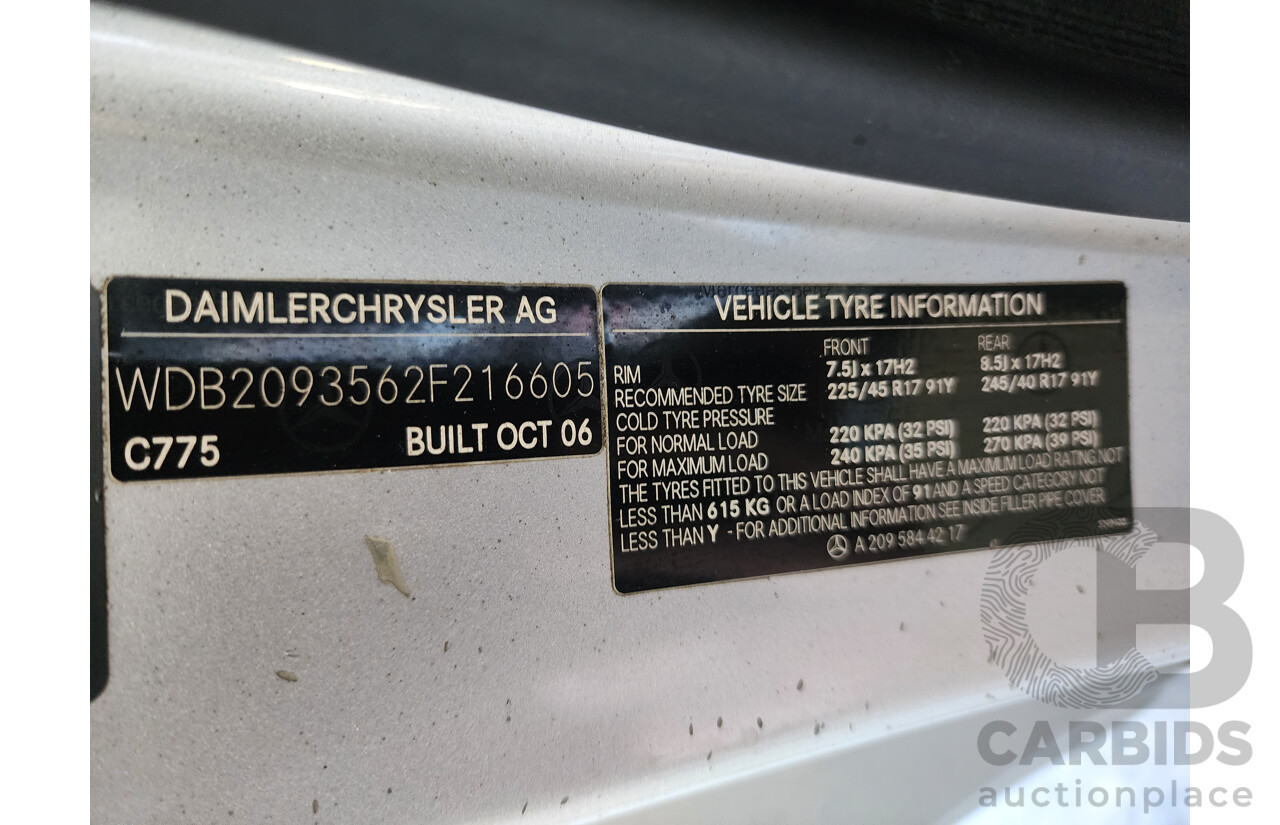 DAIMLERCHRYSLER AG
WDB2093562F216605
C775 BUILT OCT 06
Mercedes-Benz
VEHICLE TYRE INFORMATION
FRONT REAR
RIM 7.5J x 17H2 8.5J x 17H2
RECOMMENDED TYRE SIZE 225/45 R17 91Y 245/40 R17 91Y
COLD TYRE PRESSURE
FOR NORMAL LOAD 220 KPA (32 PSI) 220 KPA (32 PSI)
FOR MAXIMUM LOAD 240 KPA (35 PSI) 270 KPA (39 PSI)
THE TYRES FITTED TO THIS VEHICLE SHALL HAVE A MAXIMUM LOAD RATING NOT
LESS THAN 615 KG OR A LOAD INDEX OF 91 AND A SPEED CATEGORY NOT
LESS THAN Y - FOR ADDITIONAL INFORMATION SEE INSIDE FILLER PIPE COVER
A 209 584 42 17
CB
CARBIDS
auctionplace